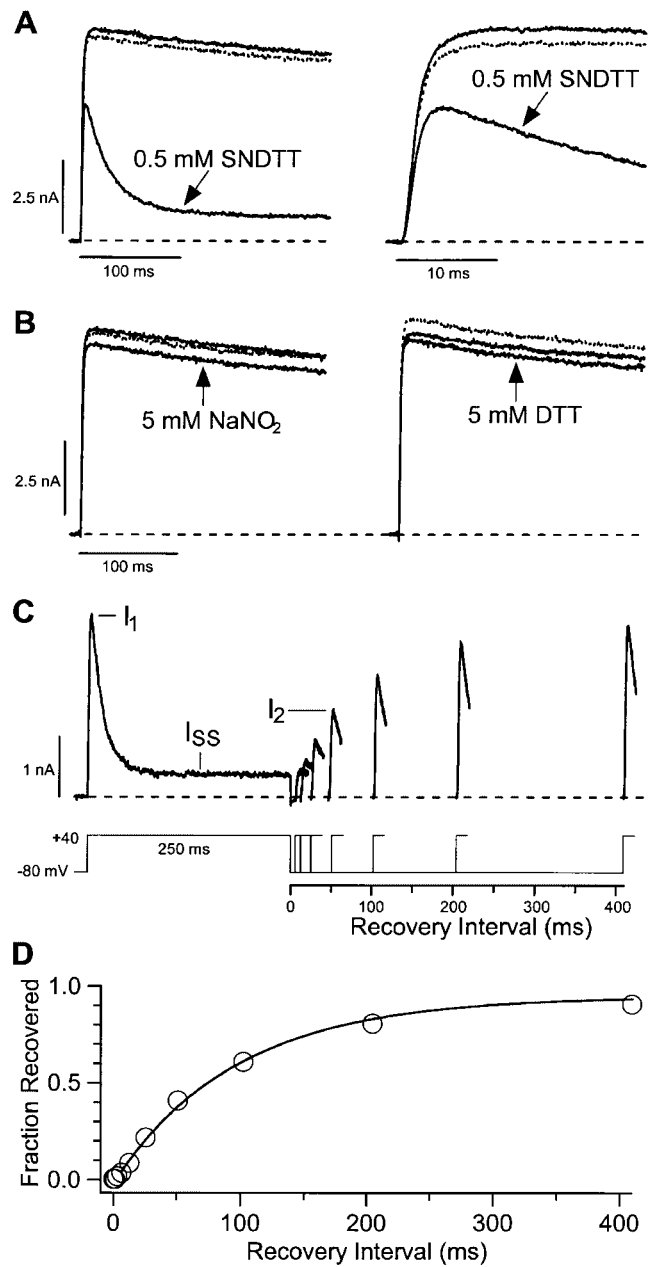 A
0.5 mM SNDTT
0.5 mM SNDTT
2.5 nA
100 ms
10 ms
B
5 mM NaNO2
5 mM DTT
2.5 nA
100 ms
C
I1
I2
ISS
1 nA
+40
250 ms
-80 mV
0 100 200 300 400
Recovery Interval (ms)
D
Fraction Recovered
1.0
0.5
0.0
0 100 200 300 400
Recovery Interval (ms)